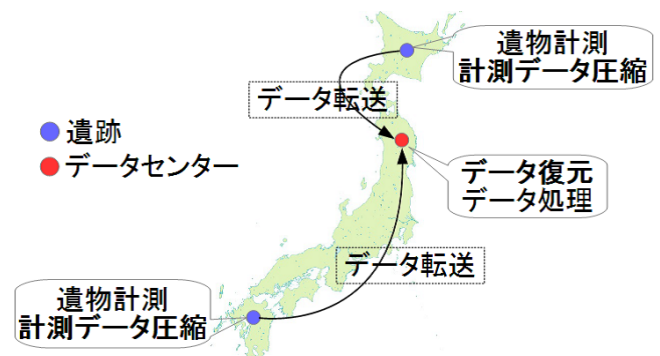 遺物計測
計測データ圧縮
データ転送
遺跡
データセンター
データ復元
データ処理
データ転送
遺物計測
計測データ圧縮